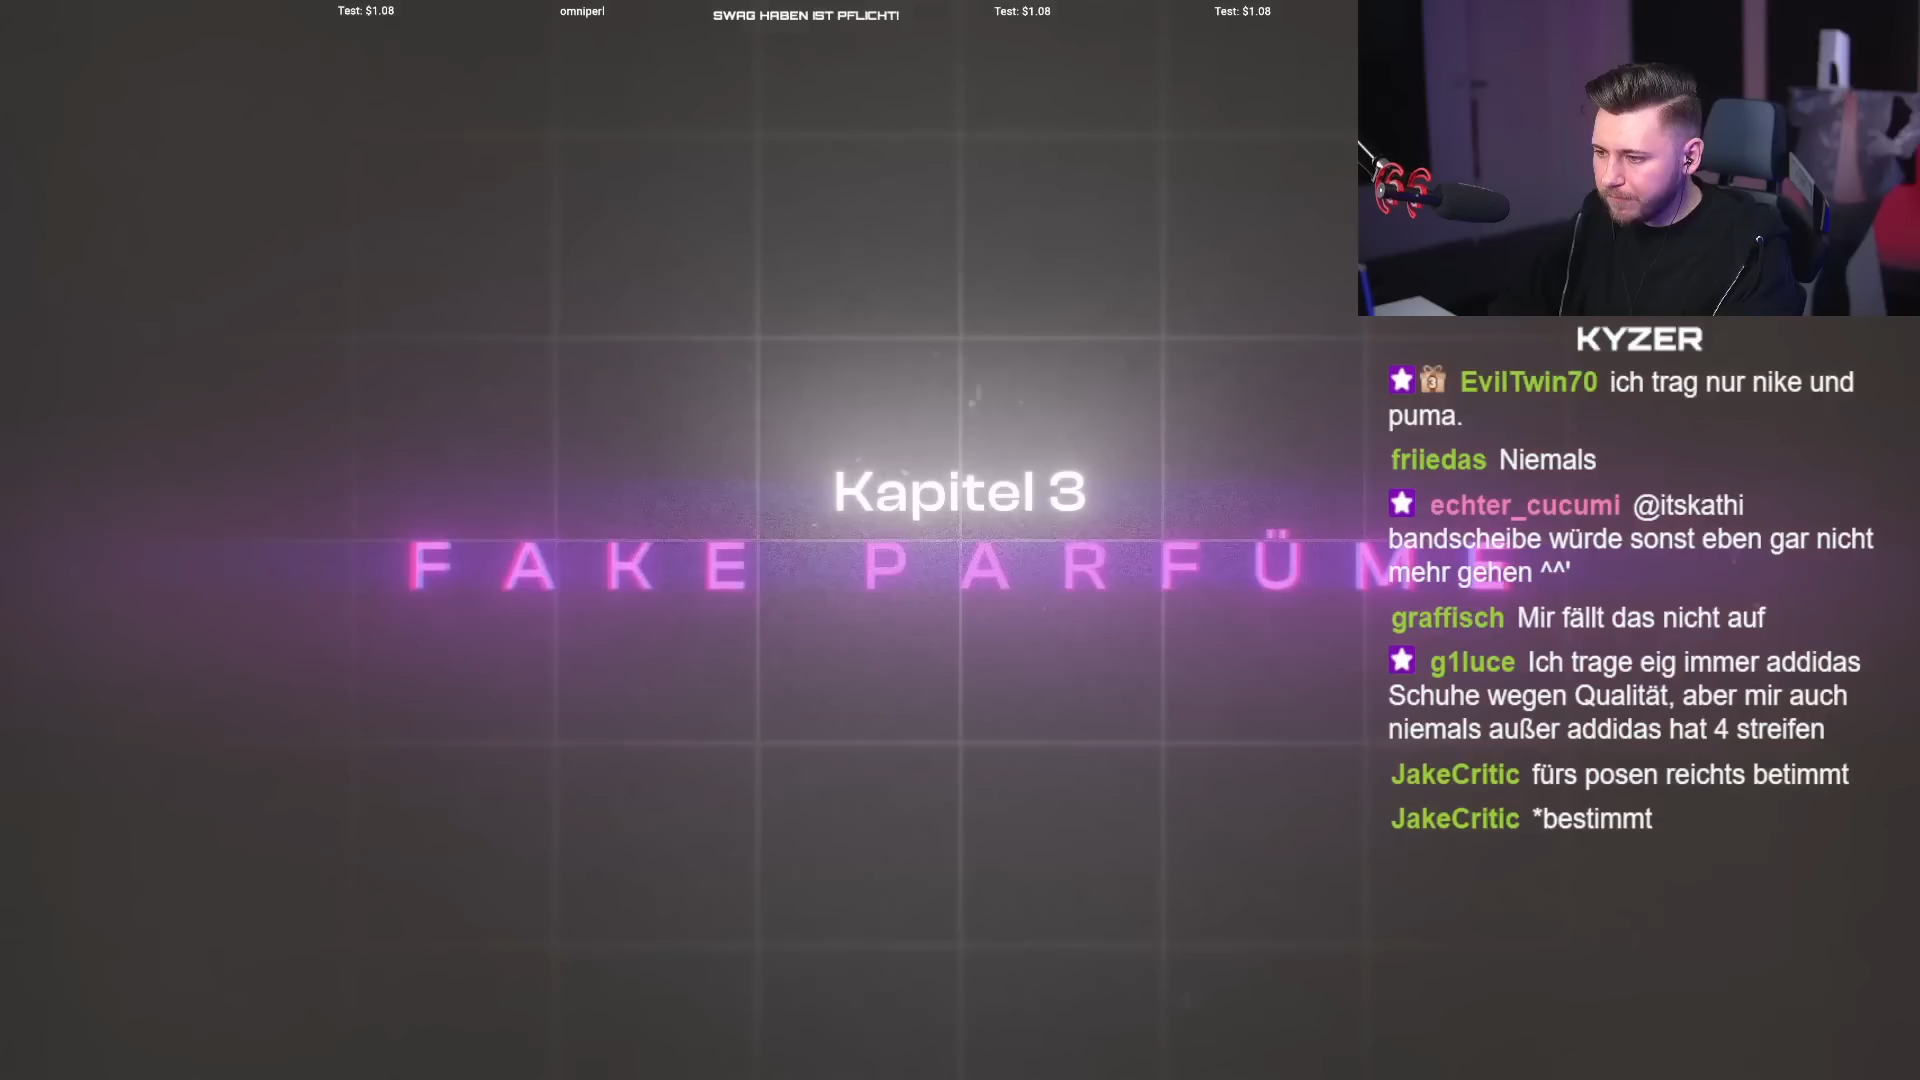 Test: $1.08
omniperl
SWAG HABEN IST PFLICHT!
Test: $1.08
Test: $1.08
Kapitel 3
FAKE PARFÜME
KYZER
EvilTwin70 ich trag nur nike und
puma.
friiedas Niemals
echter_cucumi @itskathi
bandscheibe würde sonst eben gar nicht
mehr gehen ^^'
graffisch Mir fällt das nicht auf
g1luce Ich trage eig immer addidas
Schuhe wegen Qualität, aber mir auch
niemals außer addidas hat 4 streifen
JakeCritic fürs posen reichts betimmt
JakeCritic *bestimmt